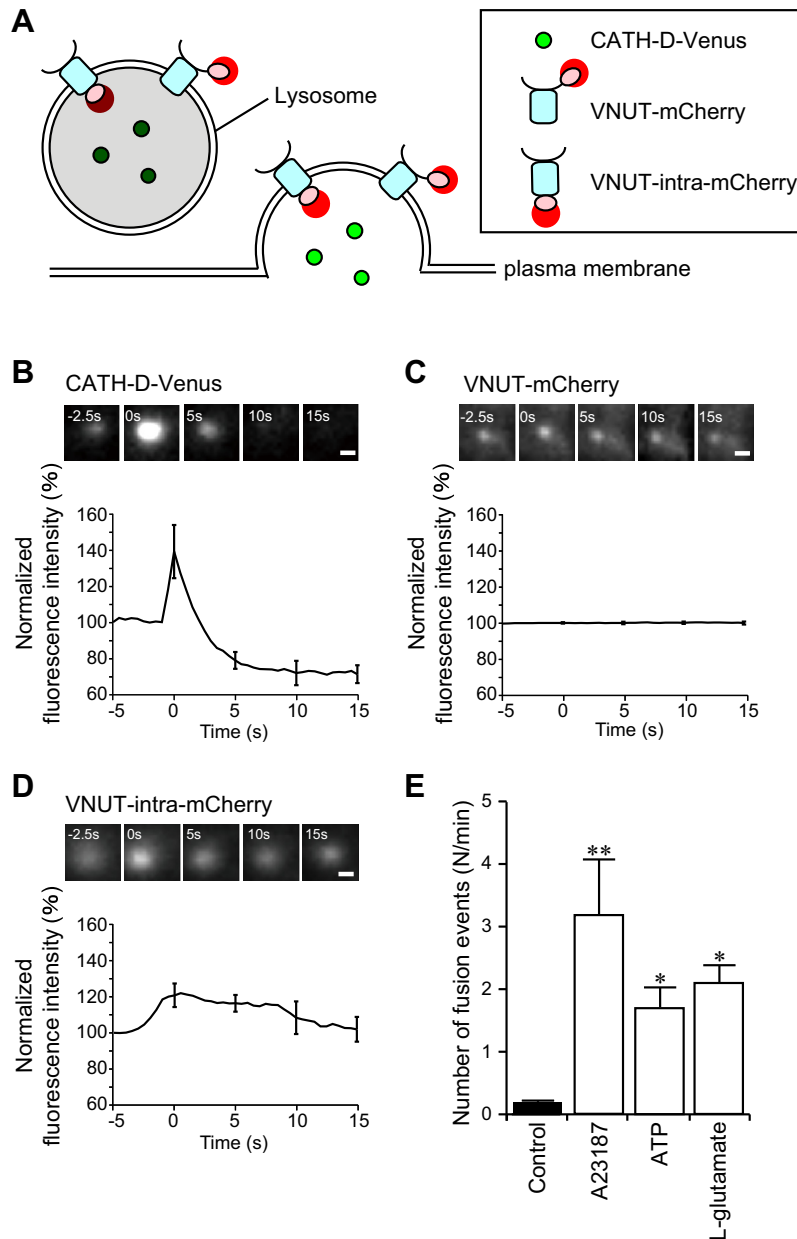 A
Lysosome
plasma membrane
CATH-D-Venus
VNUT-mCherry
VNUT-intra-mCherry
B
CATH-D-Venus
-2.5s 0s 5s 10s 15s
Normalized
fluorescence intensity (%)
160
140
120
100
80
60
-5 0 5 10 15
Time (s)
C
VNUT-mCherry
-2.5s 0s 5s 10s 15s
Normalized
fluorescence intensity (%)
160
140
120
100
80
60
-5 0 5 10 15
Time (s)
D
VNUT-intra-mCherry
-2.5s 0s 5s 10s 15s
Normalized
fluorescence intensity (%)
160
140
120
100
80
60
-5 0 5 10 15
Time (s)
E
Number of fusion events (N/min)
5
4
3
2
1
0
**
*
*
Control
A23187
ATP
L-glutamate